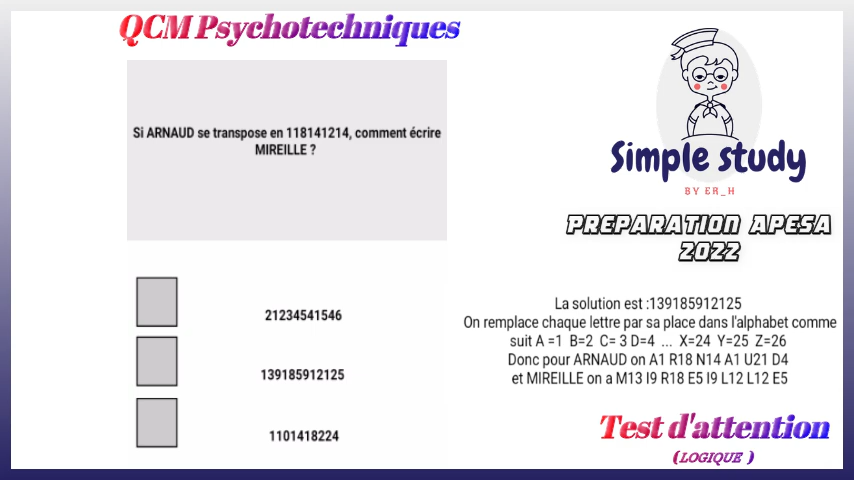 QCM Psychotechniques
Si ARNAUD se transpose en 118141214, comment écrire
MIREILLE ?
21234541546
139185912125
1101418224
Simple study
BY ER_H
PREPARATION APESA
2022
La solution est :139185912125
On remplace chaque lettre par sa place dans l'alphabet comme
suit A =1 B=2 C= 3 D=4 ... X=24 Y=25 Z=26
Donc pour ARNAUD on A1 R18 N14 A1 U21 D4
et MIREILLE on a M13 I9 R18 E5 I9 L12 L12 E5
Test d'attention
(LOGIQUE )